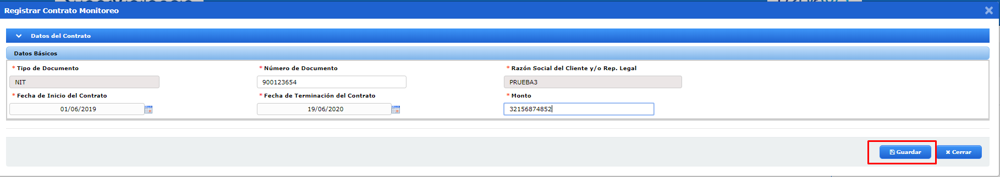 Registrar Contrato Monitoreo
Datos del Contrato
Datos Básicos
* Tipo de Documento * Número de Documento * Razón Social del Cliente y/o Rep. Legal
NIT 900123654 PRUEBA3
* Fecha de Inicio del Contrato * Fecha de Terminación del Contrato * Monto
01/06/2019 19/06/2020 32156874852
Guardar Cerrar